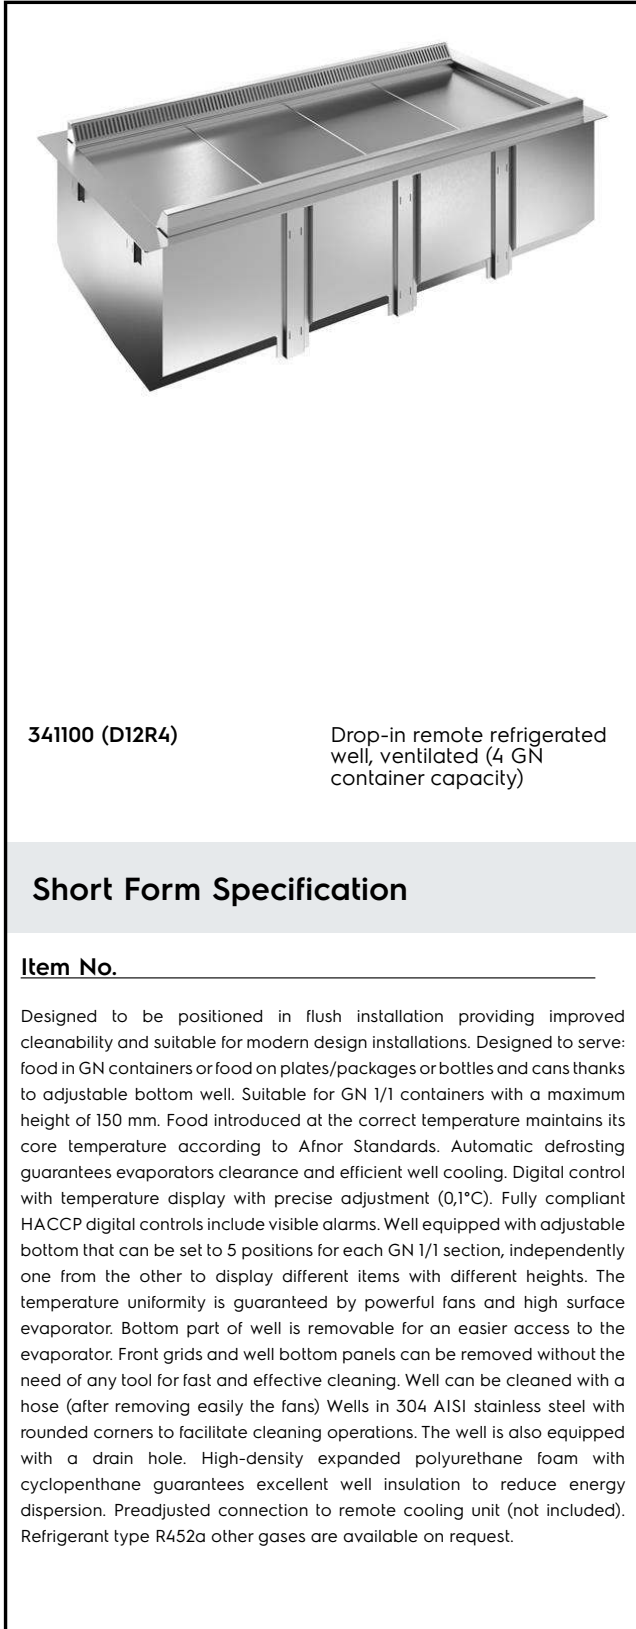 341100 (D12R4)
Drop-in remote refrigerated
well, ventilated (4 GN
container capacity)
Short Form Specification
Item No.
Designed to be positioned in flush installation providing improved
cleanability and suitable for modern design installations. Designed to serve:
food in GN containers or food on plates/packages or bottles and cans thanks
to adjustable bottom well. Suitable for GN 1/1 containers with a maximum
height of 150 mm. Food introduced at the correct temperature maintains its
core temperature according to Afnor Standards. Automatic defrosting
guarantees evaporators clearance and efficient well cooling. Digital control
with temperature display with precise adjustment (0,1°C). Fully compliant
HACCP digital controls include visible alarms. Well equipped with adjustable
bottom that can be set to 5 positions for each GN 1/1 section, independently
one from the other to display different items with different heights. The
temperature uniformity is guaranteed by powerful fans and high surface
evaporator. Bottom part of well is removable for an easier access to the
evaporator. Front grids and well bottom panels can be removed without the
need of any tool for fast and effective cleaning. Well can be cleaned with a
hose (after removing easily the fans) Wells in 304 AISI stainless steel with
rounded corners to facilitate cleaning operations. The well is also equipped
with a drain hole. High-density expanded polyurethane foam with
cyclopenthane guarantees excellent well insulation to reduce energy
dispersion. Preadjusted connection to remote cooling unit (not included).
Refrigerant type R452a other gases are available on request.